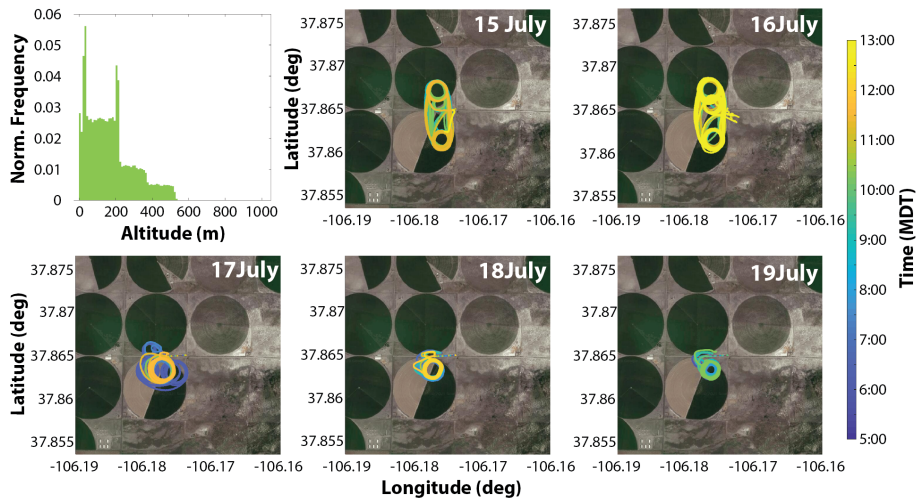 0.06
0.05
0.04
0.03
0.02
0.01
0
Norm. Frequency
0 200 400 600 800 1000
Altitude (m)
15 July
37.875
37.87
37.865
37.86
37.855
Latitude (deg)
-106.19 -106.18 -106.17 -106.16
16July
37.875
37.87
37.865
37.86
37.855
-106.19 -106.18 -106.17 -106.16
13:00
12:00
11:00
10:00
9:00
8:00
7:00
6:00
5:00
Time (MDT)
17July
37.875
37.87
37.865
37.86
37.855
Latitude (deg)
-106.19 -106.18 -106.17 -106.16
18July
37.875
37.87
37.865
37.86
37.855
-106.19 -106.18 -106.17 -106.16
19July
37.875
37.87
37.865
37.86
37.855
-106.19 -106.18 -106.17 -106.16
Longitude (deg)